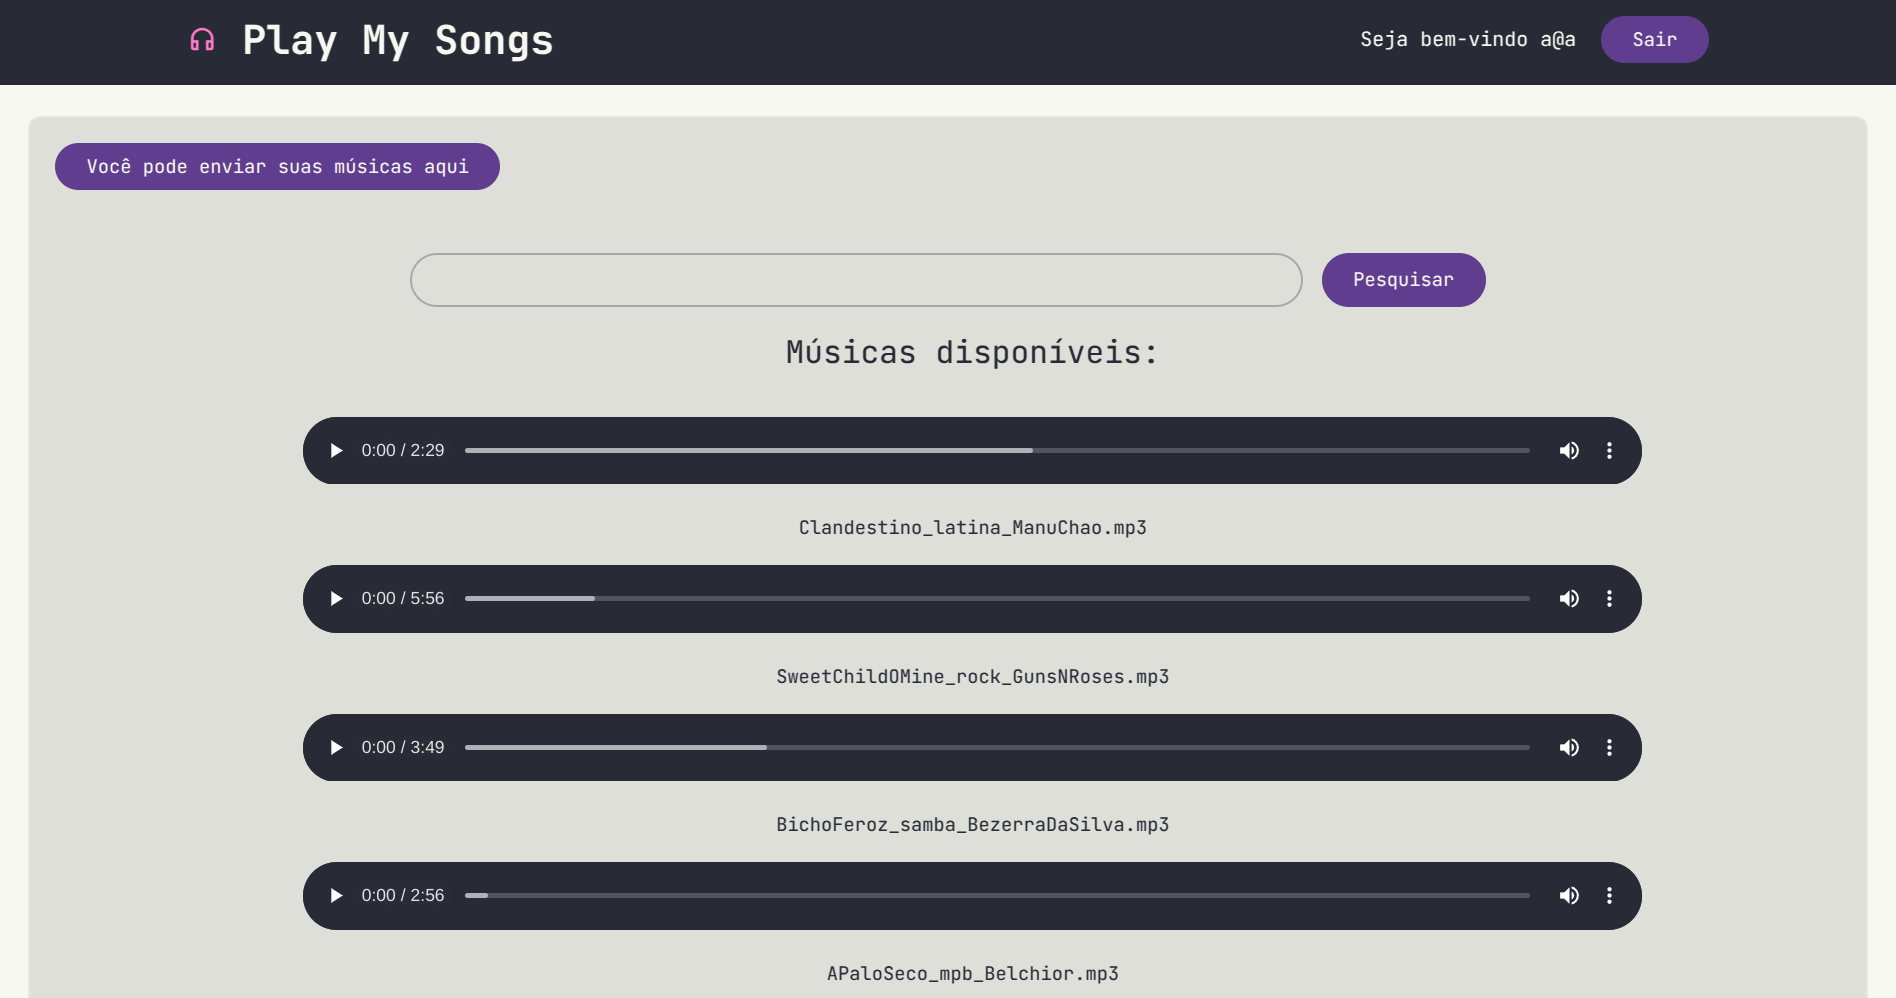 Play My Songs
Seja bem-vindo a@a
Sair
Você pode enviar suas músicas aqui
Pesquisar
Músicas disponíveis:
0:00 / 2:29
Clandestino_latina_ManuChao.mp3
0:00 / 5:56
SweetChildOMine_rock_GunsNRoses.mp3
0:00 / 3:49
BichoFeroz_samba_BezerraDaSilva.mp3
0:00 / 2:56
APaloSeco_mpb_Belchior.mp3